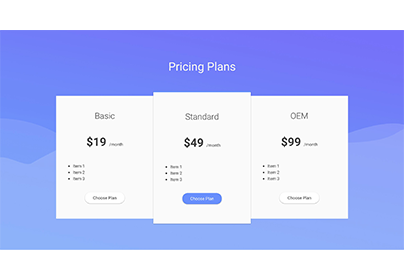 Pricing Plans
Basic
$19 /month
Item 1
Item 2
Item 3
Choose Plan
Standard
$49 /month
Item 1
Item 2
Item 3
Choose Plan
OEM
$99 /month
Item 1
Item 2
Item 3
Choose Plan